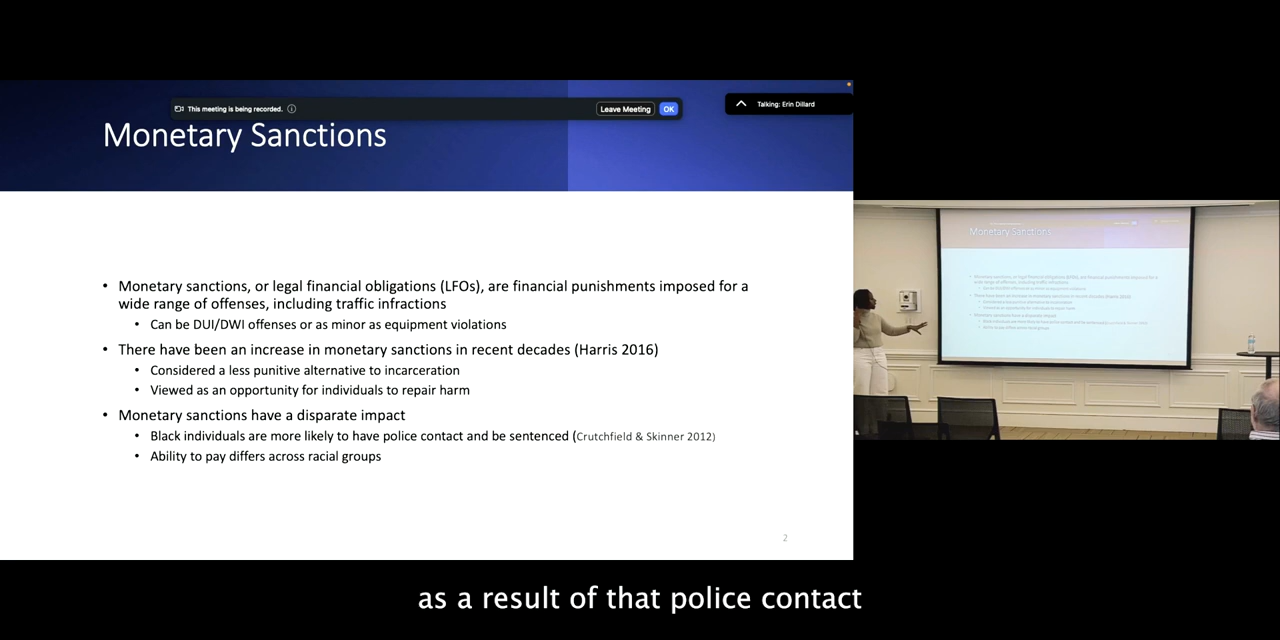 This meeting is being recorded.
Leave Meeting
OK
Talking: Erin Dillard
Monetary Sanctions
• Monetary sanctions, or legal financial obligations (LFOs), are financial punishments imposed for a
wide range of offenses, including traffic infractions
• Can be DUI/DWI offenses or as minor as equipment violations
• There have been an increase in monetary sanctions in recent decades (Harris 2016)
• Considered a less punitive alternative to incarceration
• Viewed as an opportunity for individuals to repair harm
• Monetary sanctions have a disparate impact
• Black individuals are more likely to have police contact and be sentenced (Crutchfield & Skinner 2012)
• Ability to pay differs across racial groups
2
Monetary Sanctions
as a result of that police contact